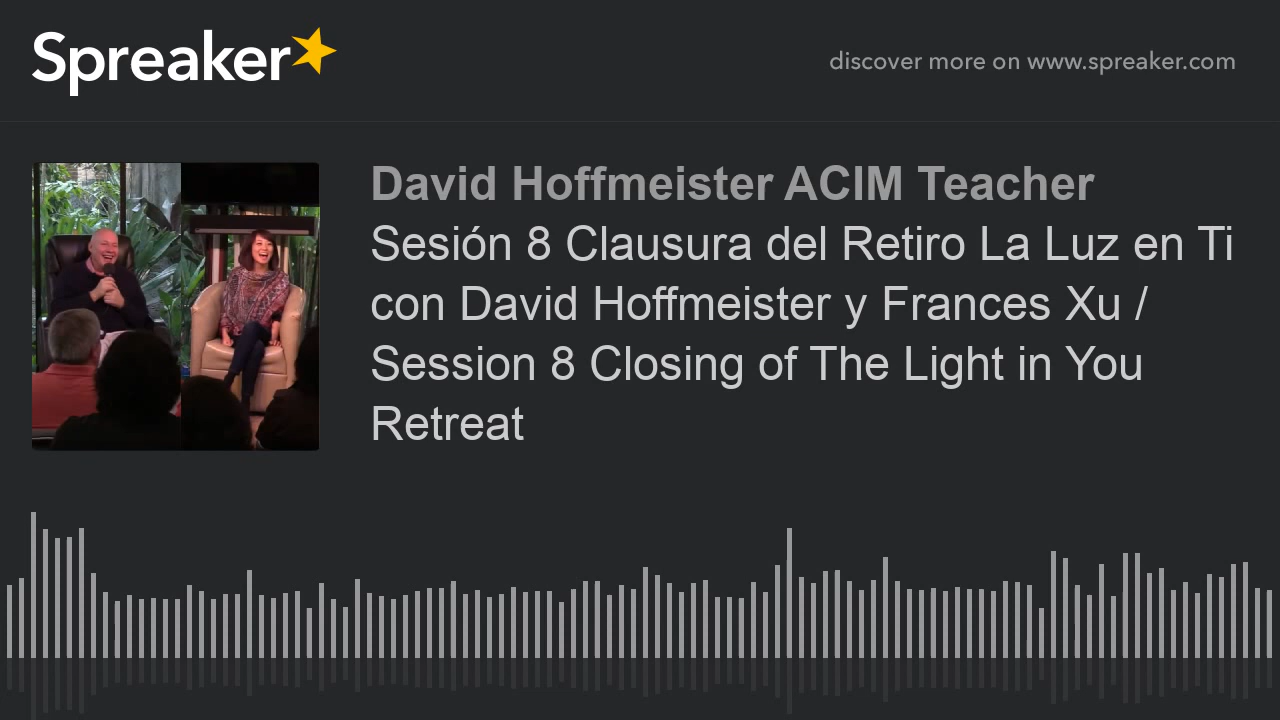 Spreaker
discover more on www.spreaker.com
David Hoffmeister ACIM Teacher
Sesión 8 Clausura del Retiro La Luz en Ti
con David Hoffmeister y Frances Xu /
Session 8 Closing of The Light in You
Retreat